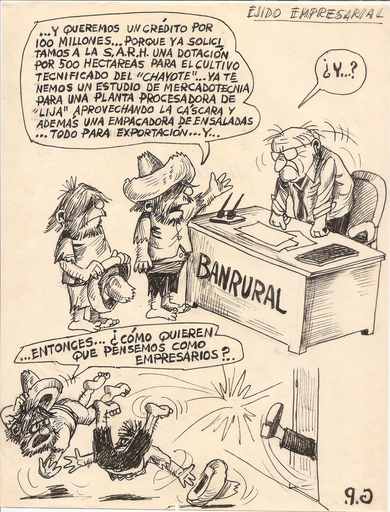 EJIDO EMPRESARIAL
...Y QUEREMOS UN CRÉDITO POR
100 MILLONES... PORQUE YA SOLICI
TAMOS A LA S.A.R.H. UNA DOTACIÓN
POR 500 HECTAREAS PARA EL CULTIVO
TECNIFICADO DEL "CHAYOTE"... YA TE
NEMOS UN ESTUDIO DE MERCADOTECNIA
PARA UNA PLANTA PROCESADORA DE
"LIJA" APROVECHANDO LA CÁSCARA Y
ADEMÁS UNA EMPACADORA DE ENSALADAS
...TODO PARA EXPORTACIÓN... Y...
¿Y...?
BANRURAL
...ENTONGES... ¿CÓMO QUIEREN
QUE PENSEMOS COMO
EMPRESARIOS?...